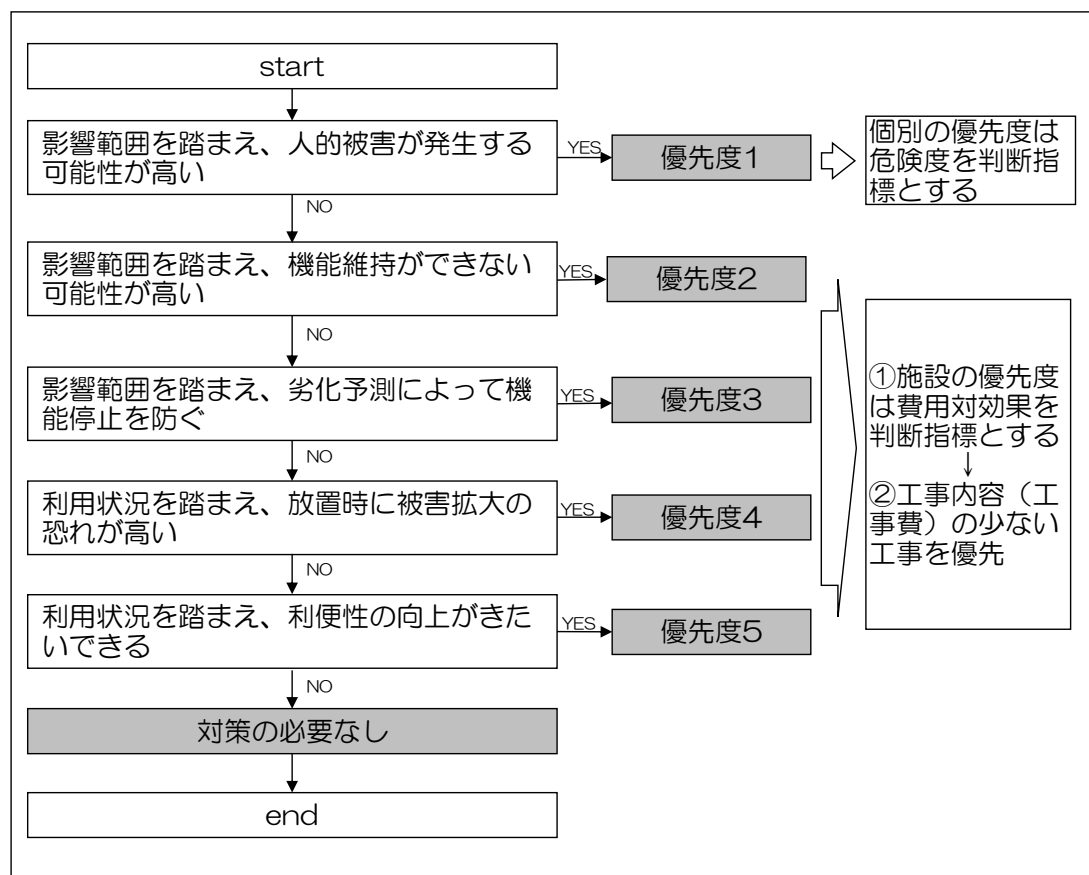 start
影響範囲を踏まえ、人的被害が発生する
可能性が高い
YES
優先度1
個別の優先度は
危険度を判断指
標とする
NO
影響範囲を踏まえ、機能維持ができない
可能性が高い
YES
優先度2
NO
影響範囲を踏まえ、劣化予測によって機
能停止を防ぐ
YES
優先度3
NO
利用状況を踏まえ、放置時に被害拡大の
恐れが高い
YES
優先度4
NO
利用状況を踏まえ、利便性の向上がきた
いできる
YES
優先度5
①施設の優先度
は費用対効果を
判断指標とする
↓
②工事内容（工
事費）の少ない
工事を優先
NO
対策の必要なし
end